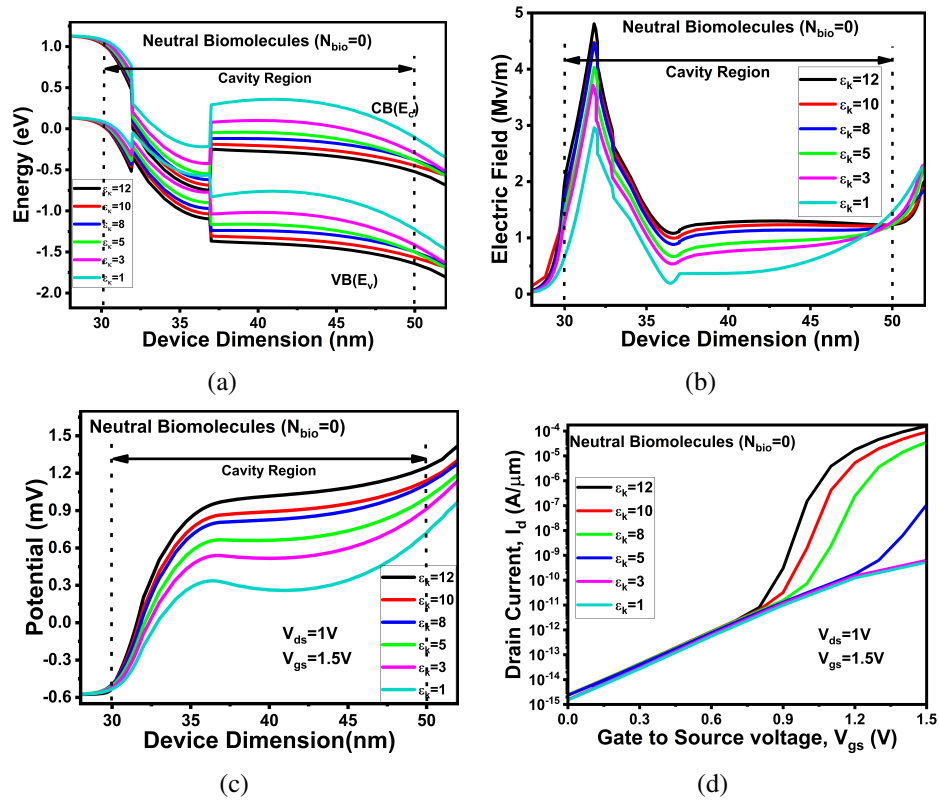 Neutral Biomolecules (N_bio=0)
Cavity Region
CB(E_c)
VB(E_v)
ε_κ=12
ε_κ=10
ε_κ=8
ε_κ=5
ε_κ=3
ε_κ=1
Energy (eV)
1.0
0.5
0.0
-0.5
-1.0
-1.5
-2.0
30 35 40 45 50
Device Dimension (nm)
(a)
Neutral Biomolecules (N_bio=0)
Cavity Region
ε_k=12
ε_k=10
ε_k=8
ε_k=5
ε_k=3
ε_k=1
Electric Field (Mv/m)
5
4
3
2
1
0
30 35 40 45 50
Device Dimension (nm)
(b)
Neutral Biomolecules (N_bio=0)
Cavity Region
ε_k=12
ε_k=10
ε_k=8
ε_k=5
ε_k=3
ε_k=1
V_ds=1V
V_gs=1.5V
Potential (mV)
1.5
1.2
0.9
0.6
0.3
0.0
-0.3
-0.6
30 35 40 45 50
Device Dimension(nm)
(c)
Neutral Biomolecules (N_bio=0)
ε_k=12
ε_k=10
ε_k=8
ε_k=5
ε_k=3
ε_k=1
V_ds=1V
V_gs=1.5V
Drain Current, I_d (A/μm)
10^-4
10^-5
10^-6
10^-7
10^-8
10^-9
10^-10
10^-11
10^-12
10^-13
10^-14
10^-15
0.0 0.3 0.6 0.9 1.2 1.5
Gate to Source voltage, V_gs (V)
(d)